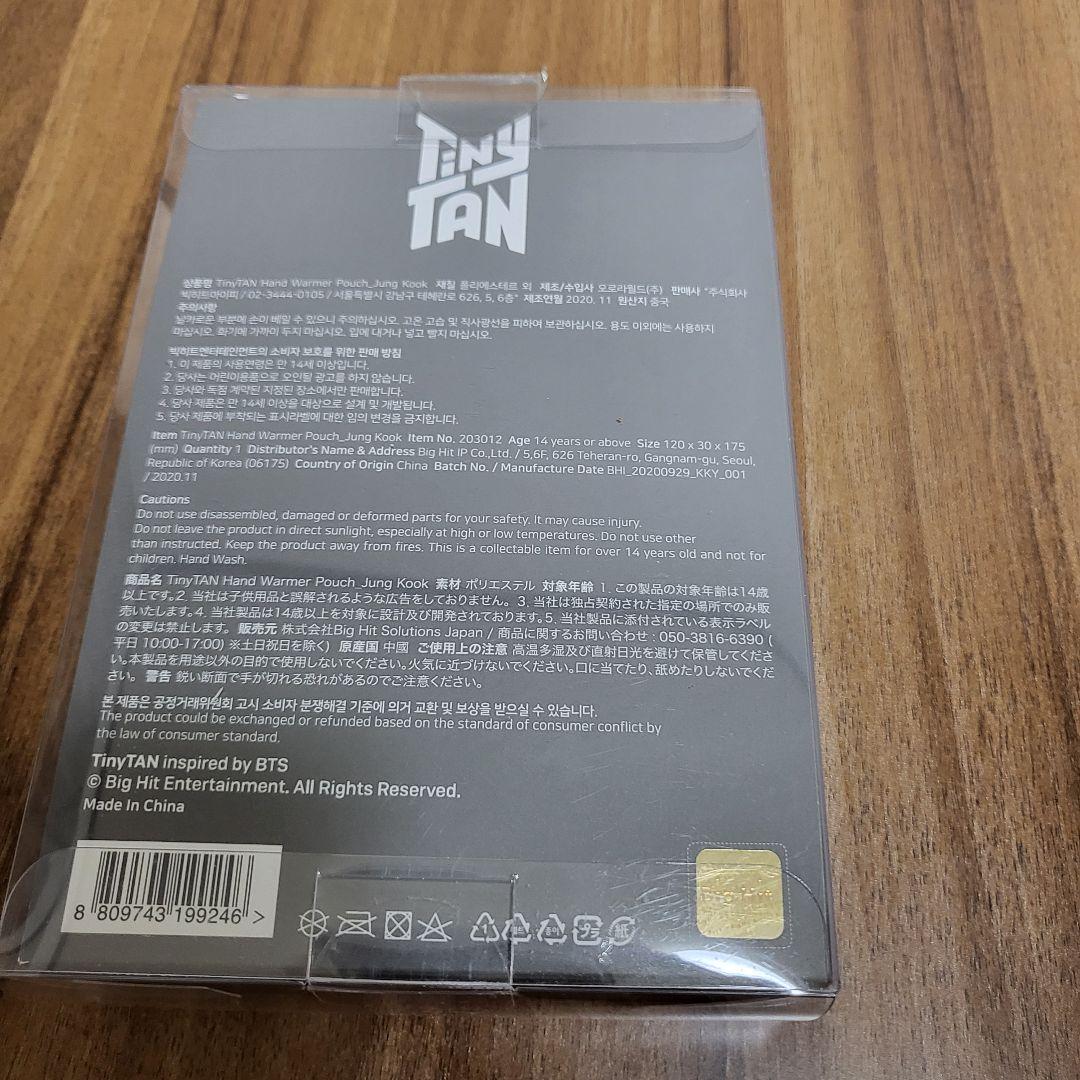 TiNY
TAN
상품명 TinyTAN Hand Warmer Pouch_Jung Kook 재질 폴리에스테르 외 제조/수입사 오로라월드(주) 판매사 "주식회사
빅히트아이피 / 02-3444-0105 / 서울특별시 강남구 테헤란로 626, 5, 6층" 제조연월 2020. 11 원산지 중국
주의사항
날카로운 부분에 손이 베일 수 있으니 주의하십시오. 고온 고습 및 직사광선을 피하여 보관하십시오. 용도 이외에는 사용하지
마십시오. 화기에 가까이 두지 마십시오. 입에 대거나 넣고 빨지 마십시오.
빅히트엔터테인먼트의 소비자 보호를 위한 판매 방침
1. 이 제품의 사용연령은 만 14세 이상입니다.
2. 당사는 어린이용품으로 오인될 광고를 하지 않습니다.
3. 당사와 독점 계약된 지정된 장소에서만 판매합니다.
4. 당사 제품은 만 14세 이상을 대상으로 설계 및 개발됩니다.
5. 당사 제품에 부착되는 표시라벨에 대한 임의 변경을 금지합니다.
Item TinyTAN Hand Warmer Pouch_Jung Kook Item No. 203012 Age 14 years or above Size 120 x 30 x 175
(mm) Quantity 1 Distributor's Name & Address Big Hit IP Co.,Ltd. / 5,6F, 626 Teheran-ro, Gangnam-gu, Seoul,
Republic of Korea (06175) Country of Origin China Batch No. / Manufacture Date BHI_20200929_KKY_001
/ 2020.11
Cautions
Do not use disassembled, damaged or deformed parts for your safety. It may cause injury.
Do not leave the product in direct sunlight, especially at high or low temperatures. Do not use other
than instructed. Keep the product away from fires. This is a collectable item for over 14 years old and not for
children. Hand Wash.
商品名 TinyTAN Hand Warmer Pouch_Jung Kook 素材 ポリエステル 対象年齢 1. この製品の対象年齢は14歳
以上です。2. 当社は子供用品と誤解されるような広告をしておりません。 3. 当社は独占契約された指定の場所でのみ販
売いたします。4. 当社製品は14歳以上を対象に設計及び開発されております。5. 当社製品に添付されている表示ラベル
の変更は禁止します。 販売元 株式会社Big Hit Solutions Japan / 商品に関するお問い合わせ : 050-3816-6390 (
平日 10:00-17:00) ※土日祝日を除く) 原産国 中國 ご使用上の注意 高温多湿及び直射日光を避けて保管してくださ
い。本製品を用途以外の目的で使用しないでください。火気に近づけないでください。口に当てたり、舐めたりしないでくだ
さい。 警告 鋭い断面で手が切れる恐れがあるのでご注意ください。
본 제품은 공정거래위원회 고시 소비자 분쟁해결 기준에 의거 교환 및 보상을 받으실 수 있습니다.
The product could be exchanged or refunded based on the standard of consumer conflict by
the law of consumer standard.
TinyTAN inspired by BTS
© Big Hit Entertainment. All Rights Reserved.
Made In China
8 809743 199246 >
1 종이 プラ 紙
Big Hit